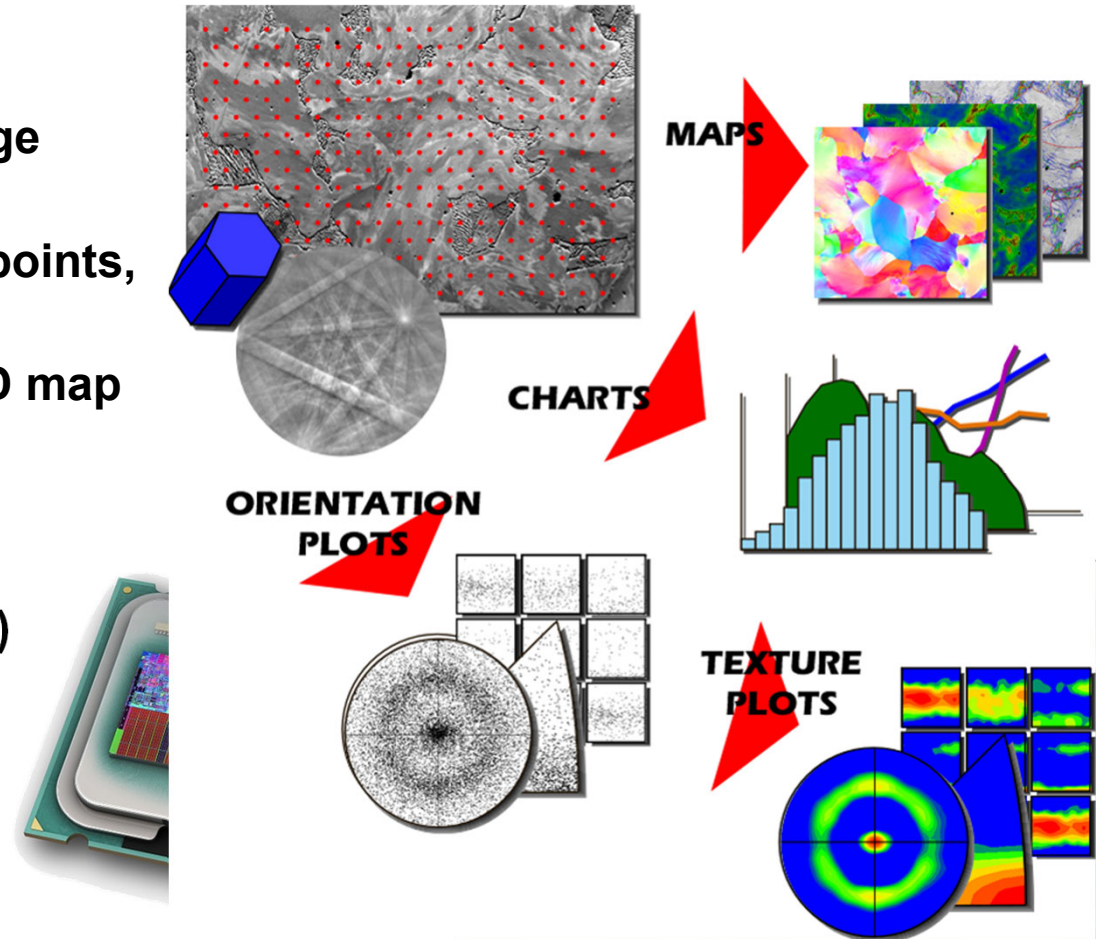 ge
points,
D map
)
MAPS
CHARTS
ORIENTATION
PLOTS
TEXTURE
PLOTS